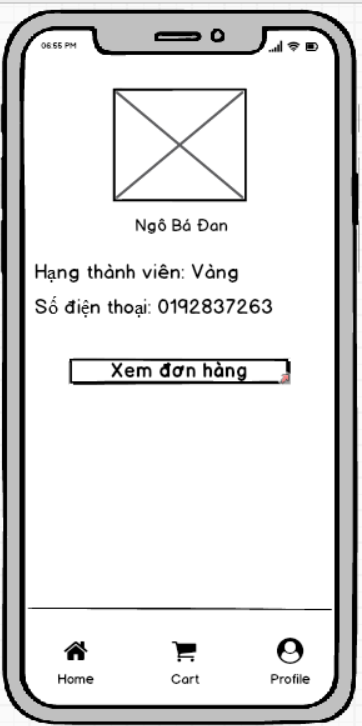 06:55 PM
Ngô Bá Đan
Hạng thành viên: Vàng
Số điện thoại: 0192837263
Xem đơn hàng
Home Cart Profile